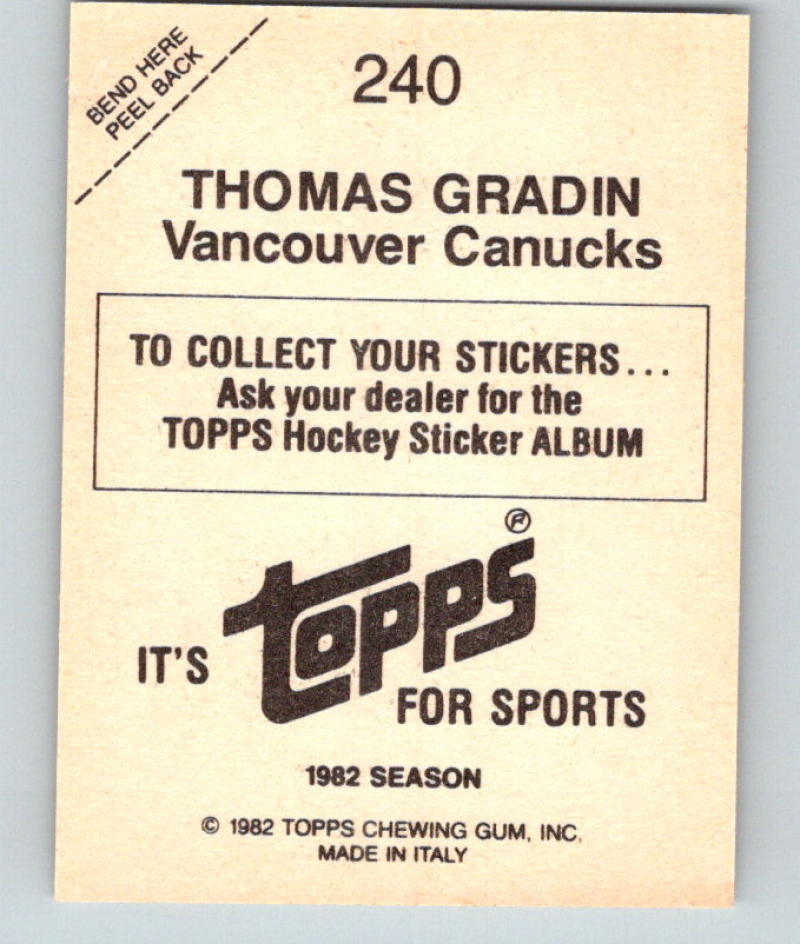 BEND HERE
PEEL BACK
240
THOMAS GRADIN
Vancouver Canucks
TO COLLECT YOUR STICKERS...
Ask your dealer for the
TOPPS Hockey Sticker ALBUM
IT'S topps® FOR SPORTS
1982 SEASON
© 1982 TOPPS CHEWING GUM, INC.
MADE IN ITALY